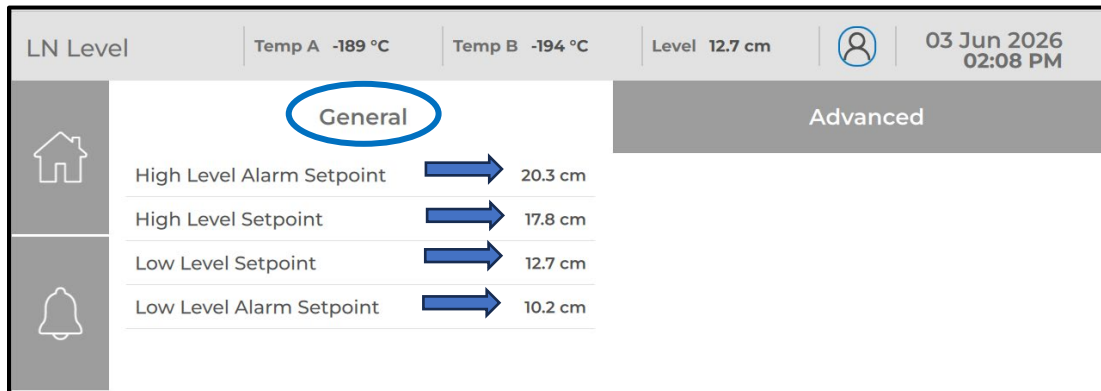 LN Level
Temp A -189 °C
Temp B -194 °C
Level 12.7 cm
03 Jun 2026
02:08 PM
General
Advanced
High Level Alarm Setpoint 20.3 cm
High Level Setpoint 17.8 cm
Low Level Setpoint 12.7 cm
Low Level Alarm Setpoint 10.2 cm